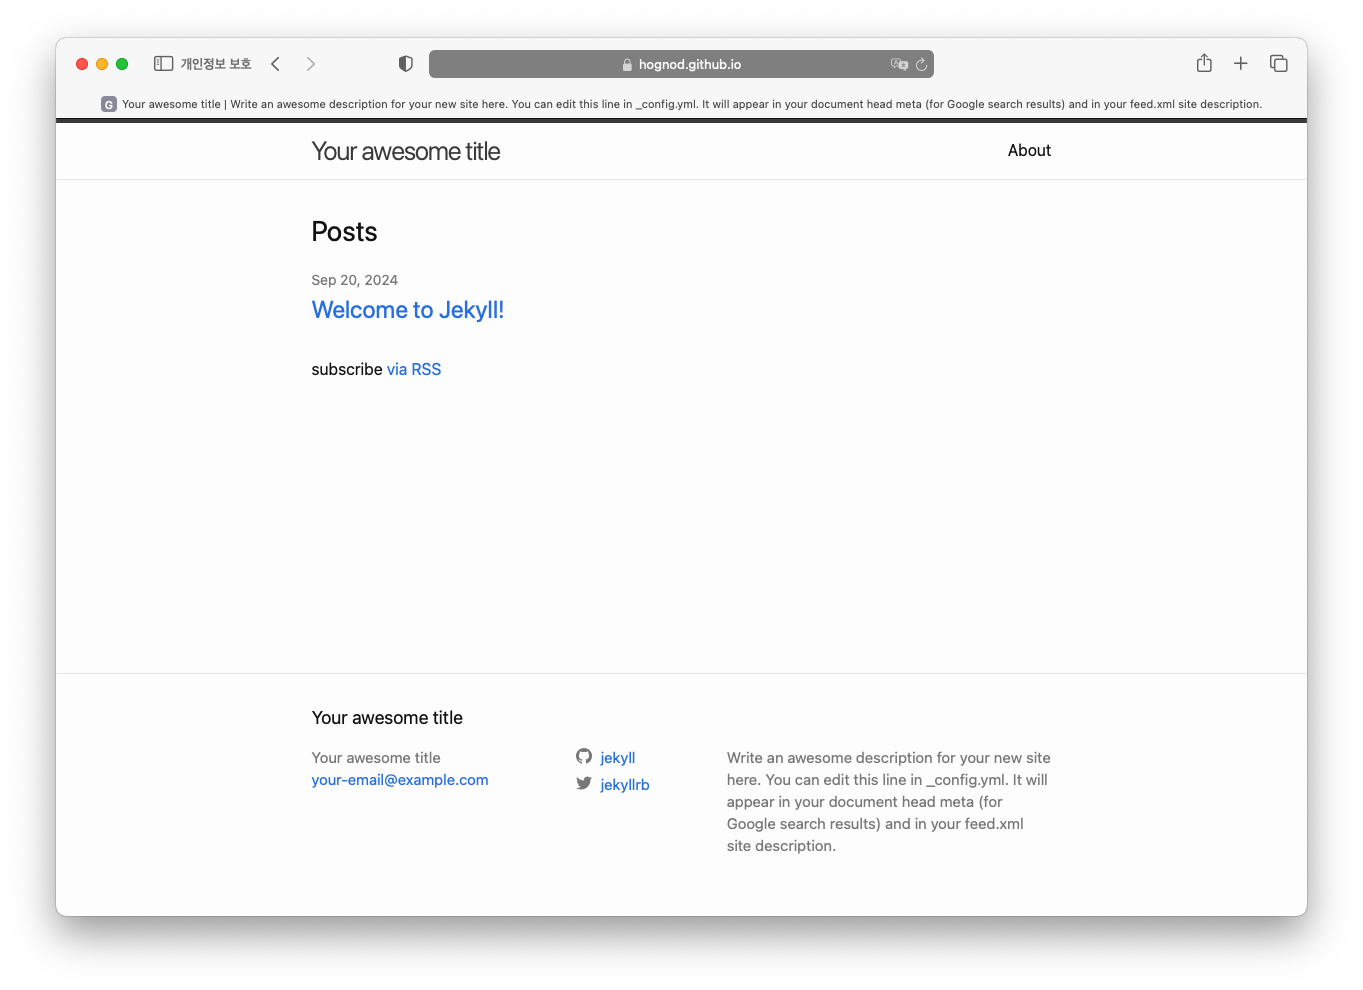 개인정보 보호
hognod.github.io
G Your awesome title | Write an awesome description for your new site here. You can edit this line in _config.yml. It will appear in your document head meta (for Google search results) and in your feed.xml site description.
Your awesome title
About
Posts
Sep 20, 2024
Welcome to Jekyll!
subscribe via RSS
Your awesome title
Your awesome title
your-email@example.com
jekyll
jekyllrb
Write an awesome description for your new site
here. You can edit this line in _config.yml. It will
appear in your document head meta (for
Google search results) and in your feed.xml
site description.